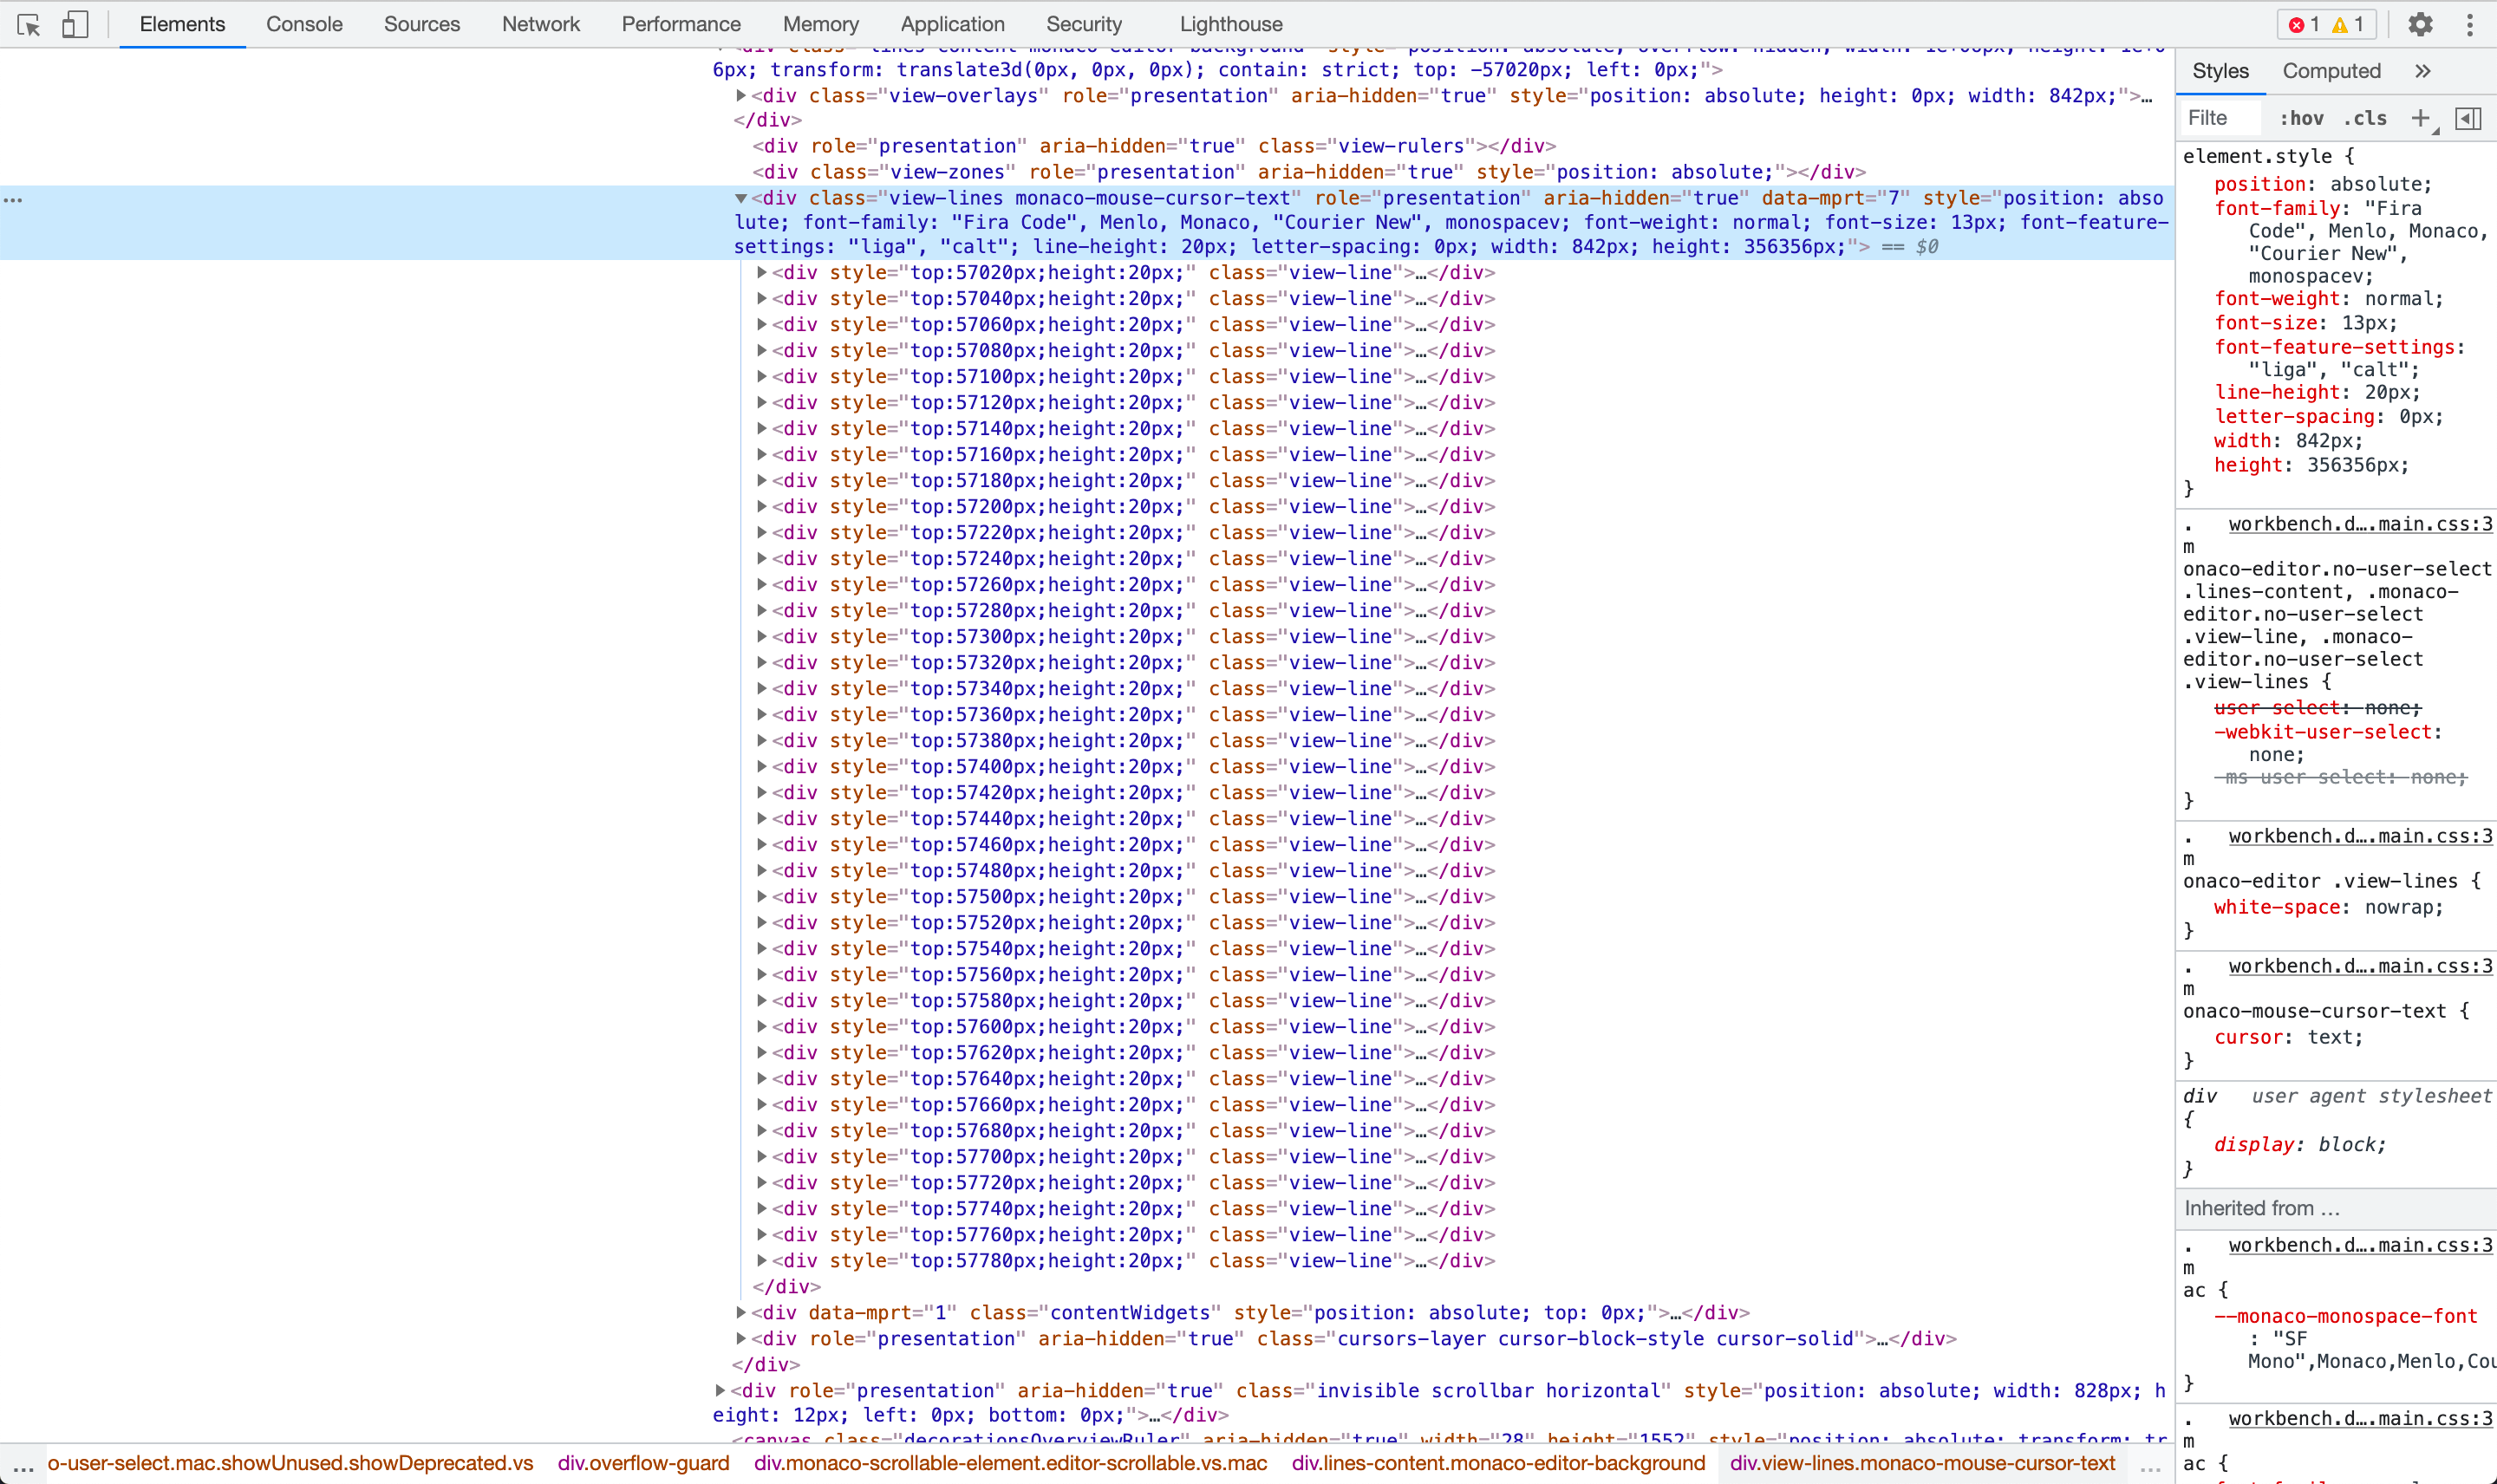 Elements Console Sources Network Performance Memory Application Security Lighthouse 1 1
<div class="lines-content monaco-editor-background" style="position: absolute; overflow: hidden; width: 1e+06px; height: 1e+0
6px; transform: translate3d(0px, 0px, 0px); contain: strict; top: -57020px; left: 0px;">
<div class="view-overlays" role="presentation" aria-hidden="true" style="position: absolute; height: 0px; width: 842px;">…
</div>
<div role="presentation" aria-hidden="true" class="view-rulers"></div>
<div class="view-zones" role="presentation" aria-hidden="true" style="position: absolute;"></div>
… <div class="view-lines monaco-mouse-cursor-text" role="presentation" aria-hidden="true" data-mprt="7" style="position: abso
lute; font-family: "Fira Code", Menlo, Monaco, "Courier New", monospacev; font-weight: normal; font-size: 13px; font-feature-
settings: "liga", "calt"; line-height: 20px; letter-spacing: 0px; width: 842px; height: 356356px;"> == $0
<div style="top:57020px;height:20px;" class="view-line">…</div>
<div style="top:57040px;height:20px;" class="view-line">…</div>
<div style="top:57060px;height:20px;" class="view-line">…</div>
<div style="top:57080px;height:20px;" class="view-line">…</div>
<div style="top:57100px;height:20px;" class="view-line">…</div>
<div style="top:57120px;height:20px;" class="view-line">…</div>
<div style="top:57140px;height:20px;" class="view-line">…</div>
<div style="top:57160px;height:20px;" class="view-line">…</div>
<div style="top:57180px;height:20px;" class="view-line">…</div>
<div style="top:57200px;height:20px;" class="view-line">…</div>
<div style="top:57220px;height:20px;" class="view-line">…</div>
<div style="top:57240px;height:20px;" class="view-line">…</div>
<div style="top:57260px;height:20px;" class="view-line">…</div>
<div style="top:57280px;height:20px;" class="view-line">…</div>
<div style="top:57300px;height:20px;" class="view-line">…</div>
<div style="top:57320px;height:20px;" class="view-line">…</div>
<div style="top:57340px;height:20px;" class="view-line">…</div>
<div style="top:57360px;height:20px;" class="view-line">…</div>
<div style="top:57380px;height:20px;" class="view-line">…</div>
<div style="top:57400px;height:20px;" class="view-line">…</div>
<div style="top:57420px;height:20px;" class="view-line">…</div>
<div style="top:57440px;height:20px;" class="view-line">…</div>
<div style="top:57460px;height:20px;" class="view-line">…</div>
<div style="top:57480px;height:20px;" class="view-line">…</div>
<div style="top:57500px;height:20px;" class="view-line">…</div>
<div style="top:57520px;height:20px;" class="view-line">…</div>
<div style="top:57540px;height:20px;" class="view-line">…</div>
<div style="top:57560px;height:20px;" class="view-line">…</div>
<div style="top:57580px;height:20px;" class="view-line">…</div>
<div style="top:57600px;height:20px;" class="view-line">…</div>
<div style="top:57620px;height:20px;" class="view-line">…</div>
<div style="top:57640px;height:20px;" class="view-line">…</div>
<div style="top:57660px;height:20px;" class="view-line">…</div>
<div style="top:57680px;height:20px;" class="view-line">…</div>
<div style="top:57700px;height:20px;" class="view-line">…</div>
<div style="top:57720px;height:20px;" class="view-line">…</div>
<div style="top:57740px;height:20px;" class="view-line">…</div>
<div style="top:57760px;height:20px;" class="view-line">…</div>
<div style="top:57780px;height:20px;" class="view-line">…</div>
</div>
<div data-mprt="1" class="contentWidgets" style="position: absolute; top: 0px;">…</div>
<div role="presentation" aria-hidden="true" class="cursors-layer cursor-block-style cursor-solid">…</div>
</div>
<div role="presentation" aria-hidden="true" class="invisible scrollbar horizontal" style="position: absolute; width: 828px; h
eight: 12px; left: 0px; bottom: 0px;">…</div>
<canvas class="decorationsOverviewRuler" aria-hidden="true" width="28" height="1552" style="position: absolute; transform: tr
... o-user-select.mac.showUnused.showDeprecated.vs div.overflow-guard div.monaco-scrollable-element.editor-scrollable.vs.mac div.lines-content.monaco-editor-background div.view-lines.monaco-mouse-cursor-text ...
Styles Computed »
Filte :hov .cls +
element.style {
position: absolute;
font-family: "Fira
Code", Menlo, Monaco,
"Courier New",
monospacev;
font-weight: normal;
font-size: 13px;
font-feature-settings:
"liga", "calt";
line-height: 20px;
letter-spacing: 0px;
width: 842px;
height: 356356px;
}
. workbench.d….main.css:3
m
onaco-editor.no-user-select
.lines-content, .monaco-
editor.no-user-select
.view-line, .monaco-
editor.no-user-select
.view-lines {
user-select: none;
-webkit-user-select:
none;
-ms-user-select: none;
}
. workbench.d….main.css:3
m
onaco-editor .view-lines {
white-space: nowrap;
}
. workbench.d….main.css:3
m
onaco-mouse-cursor-text {
cursor: text;
}
div user agent stylesheet
{
display: block;
}
Inherited from …
. workbench.d….main.css:3
m
ac {
--monaco-monospace-font
: "SF
Mono",Monaco,Menlo,Cou
}
. workbench.d….main.css:3
m
ac {